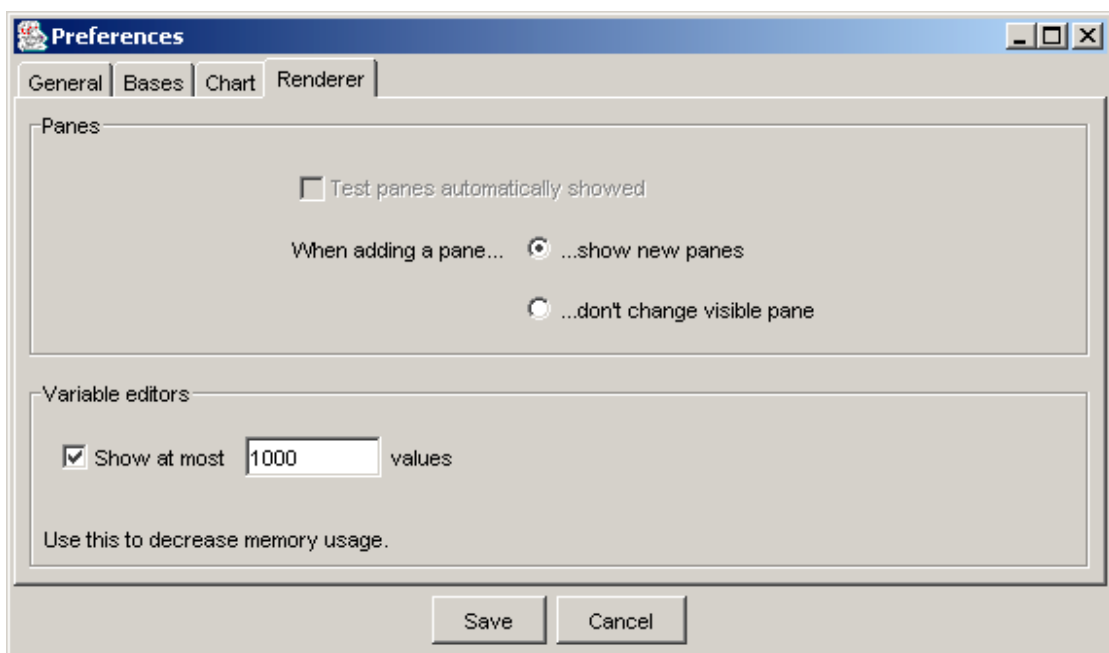 Preferences
General Bases Chart Renderer
Panes
Test panes automatically showed
When adding a pane... ...show new panes
...don't change visible pane
Variable editors
Show at most 1000 values
Use this to decrease memory usage.
Save Cancel